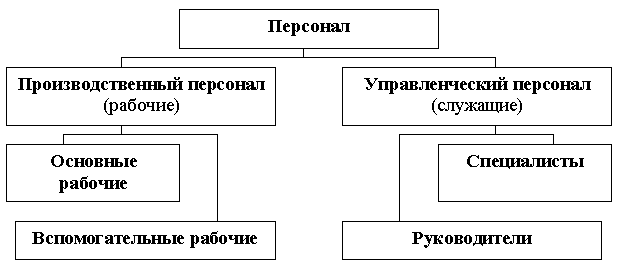 Персонал
Производственный персонал
(рабочие)
Управленческий персонал
(служащие)
Основные
рабочие
Специалисты
Вспомогательные рабочие
Руководители